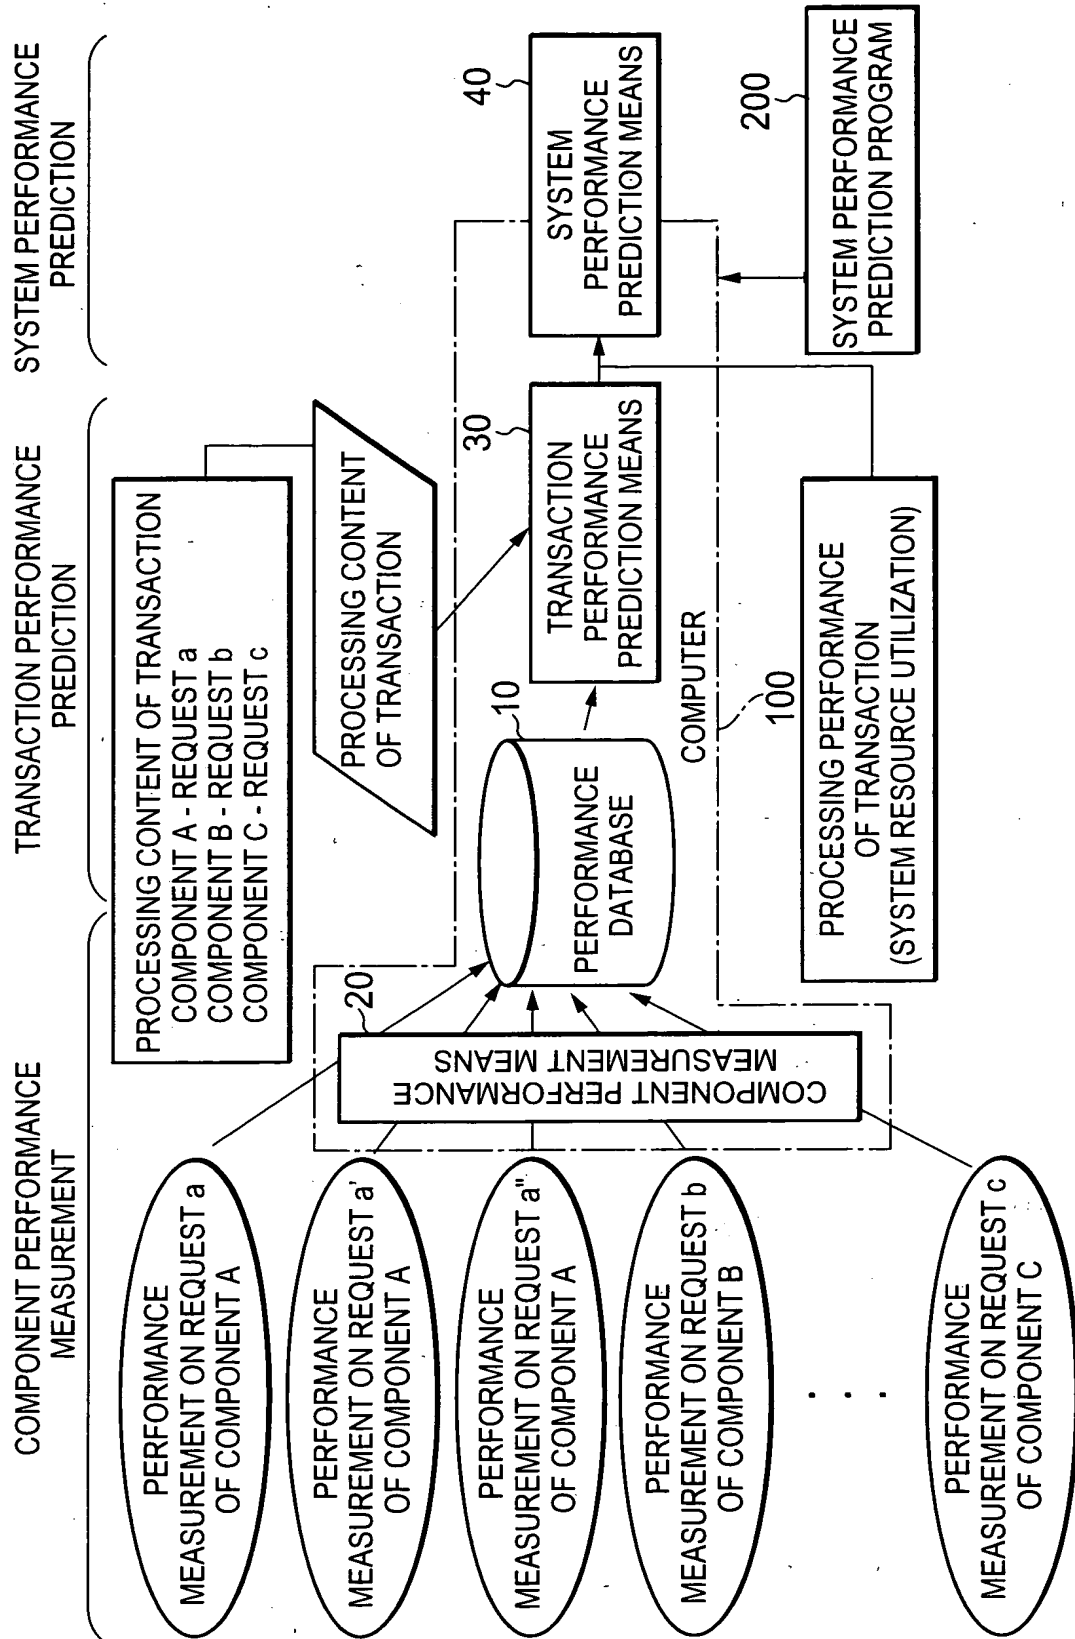 COMPONENT PERFORMANCE
MEASUREMENT
TRANSACTION PERFORMANCE
PREDICTION
SYSTEM PERFORMANCE
PREDICTION
PERFORMANCE
MEASUREMENT ON REQUEST a
OF COMPONENT A
PERFORMANCE
MEASUREMENT ON REQUEST a'
OF COMPONENT A
PERFORMANCE
MEASUREMENT ON REQUEST a"
OF COMPONENT A
PERFORMANCE
MEASUREMENT ON REQUEST b
OF COMPONENT B
. . .
PERFORMANCE
MEASUREMENT ON REQUEST c
OF COMPONENT C
20
COMPONENT PERFORMANCE
MEASUREMENT MEANS
PROCESSING CONTENT OF TRANSACTION
COMPONENT A - REQUEST a
COMPONENT B - REQUEST b
COMPONENT C - REQUEST c
PROCESSING CONTENT
OF TRANSACTION
10
PERFORMANCE
DATABASE
30
TRANSACTION
PERFORMANCE
PREDICTION MEANS
40
SYSTEM
PERFORMANCE
PREDICTION MEANS
COMPUTER
100
PROCESSING PERFORMANCE
OF TRANSACTION
(SYSTEM RESOURCE UTILIZATION)
200
SYSTEM PERFORMANCE
PREDICTION PROGRAM